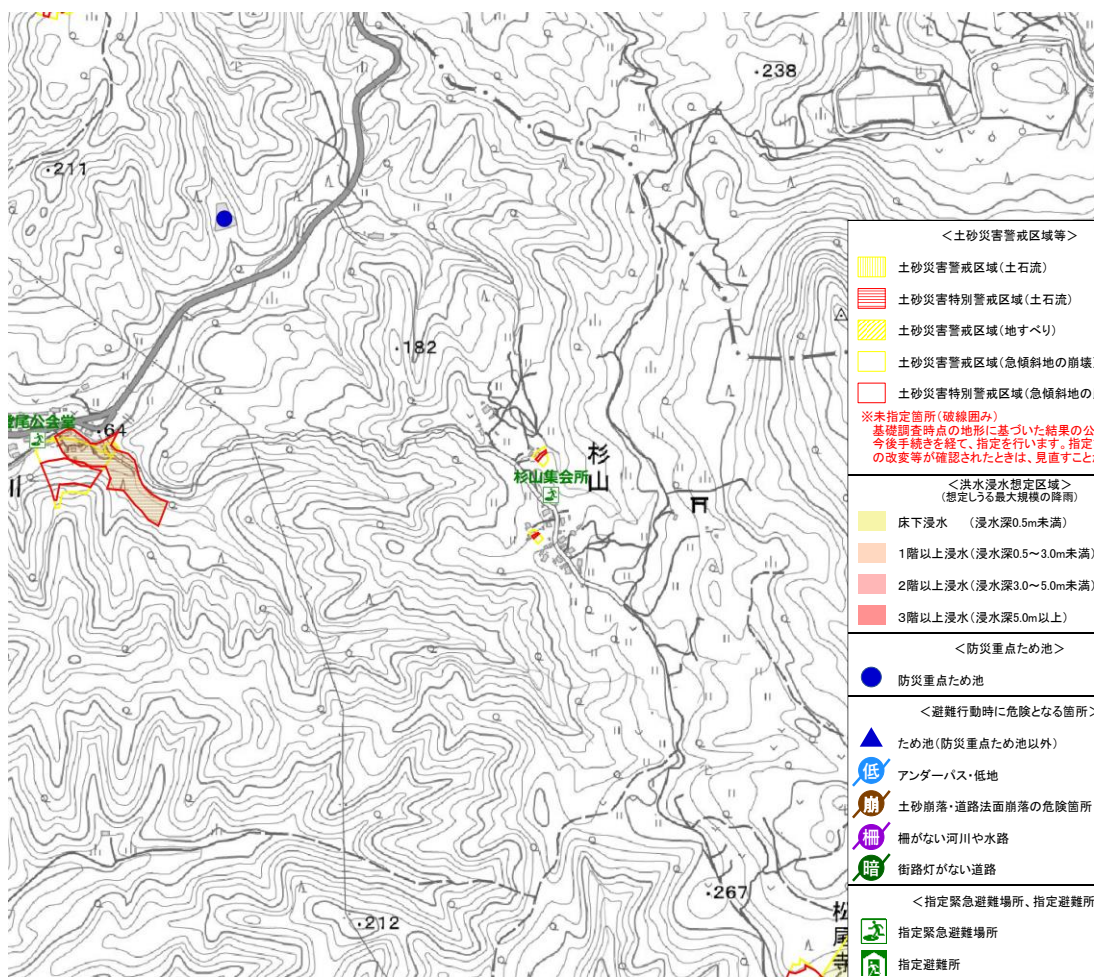 238
211
182
64
登尾公会堂
川
杉山
杉山集会所
267
212
松尾寺
<土砂災害警戒区域等>
土砂災害警戒区域(土石流)
土砂災害特別警戒区域(土石流)
土砂災害警戒区域(地すべり)
土砂災害警戒区域(急傾斜地の崩壊)
土砂災害特別警戒区域(急傾斜地の
※未指定箇所(破線囲み)
基礎調査時点の地形に基づいた結果の公
今後手続きを経て、指定を行います。指定
の改変等が確認されたときは、見直すこと
<洪水浸水想定区域>
(想定しうる最大規模の降雨)
床下浸水 (浸水深0.5m未満)
1階以上浸水(浸水深0.5~3.0m未満)
2階以上浸水(浸水深3.0~5.0m未満)
3階以上浸水(浸水深5.0m以上)
<防災重点ため池>
防災重点ため池
<避難行動時に危険となる箇所>
ため池(防災重点ため池以外)
低 アンダーパス・低地
崩 土砂崩落・道路法面崩落の危険箇所
柵 柵がない河川や水路
暗 街路灯がない道路
<指定緊急避難場所、指定避難所
指定緊急避難場所
指定避難所